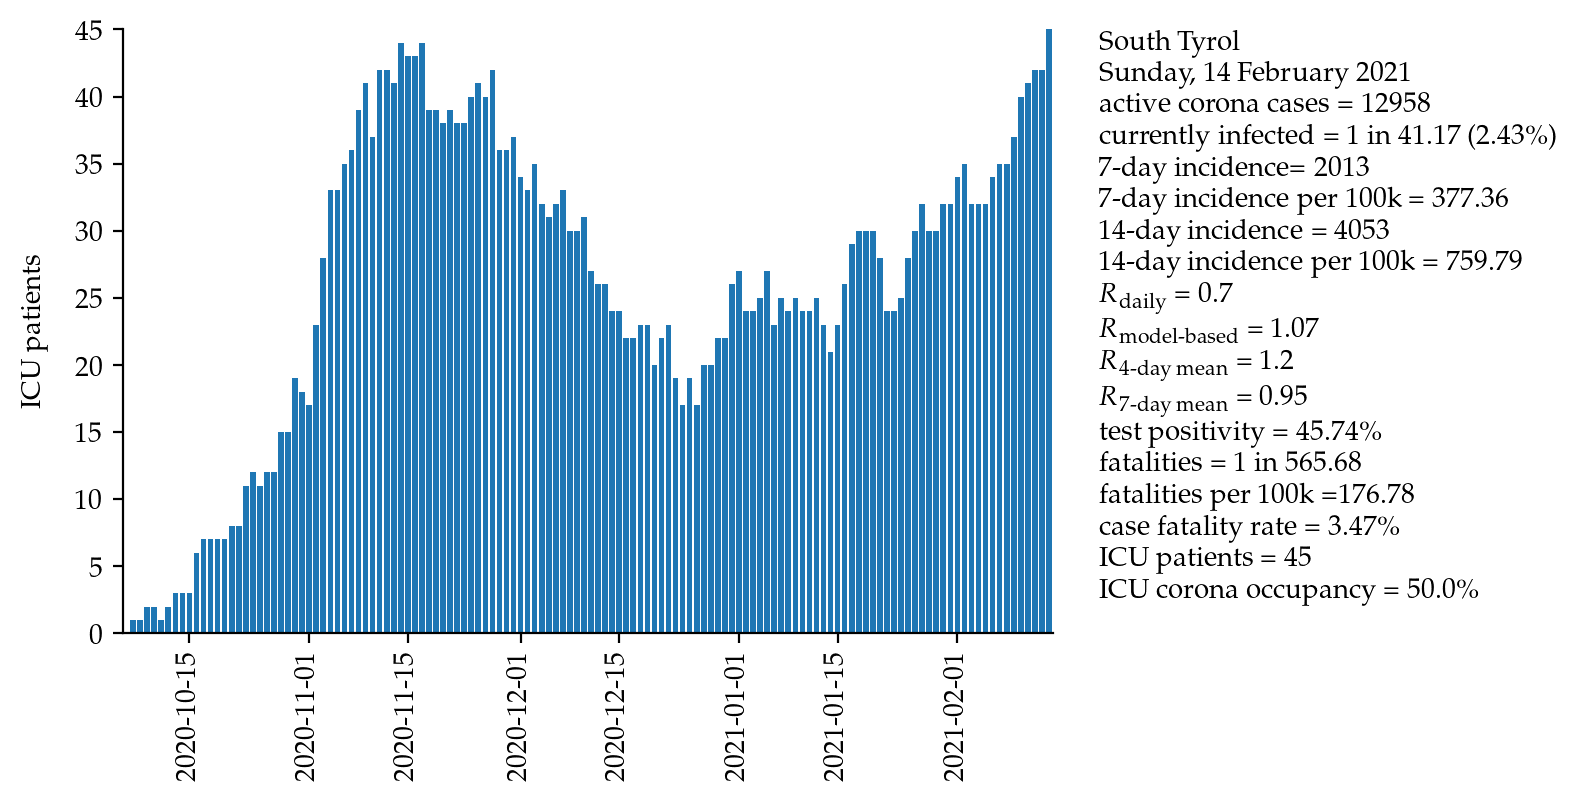 ICU patients
45
40
35
30
25
20
15
10
5
0
2020-10-15
2020-11-01
2020-11-15
2020-12-01
2020-12-15
2021-01-01
2021-01-15
2021-02-01
South Tyrol
Sunday, 14 February 2021
active corona cases = 12958
currently infected = 1 in 41.17 (2.43%)
7-day incidence= 2013
7-day incidence per 100k = 377.36
14-day incidence = 4053
14-day incidence per 100k = 759.79
R daily = 0.7
R model-based = 1.07
R 4-day mean = 1.2
R 7-day mean = 0.95
test positivity = 45.74%
fatalities = 1 in 565.68
fatalities per 100k =176.78
case fatality rate = 3.47%
ICU patients = 45
ICU corona occupancy = 50.0%